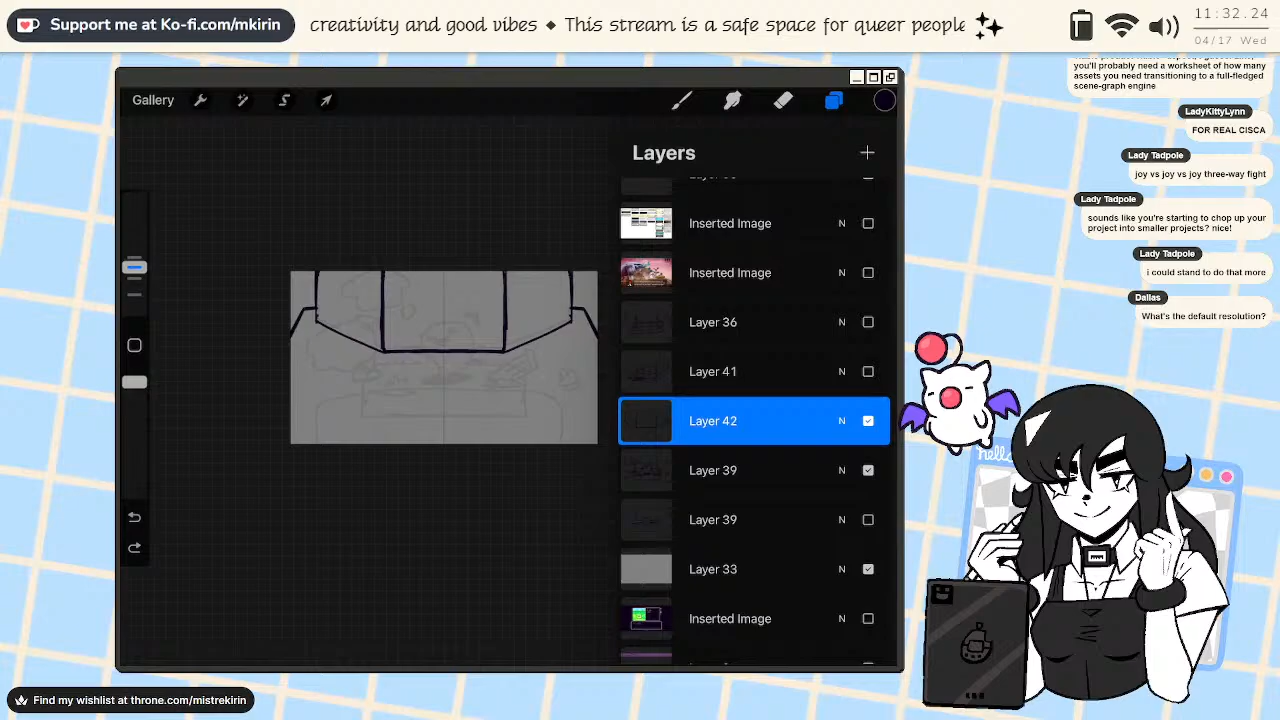 Support me at Ko-fi.com/mkirin
creativity and good vibes ◆ This stream is a safe space for queer people
11:32.24
04/17 Wed
you'll probably need a worksheet of how many
assets you need transitioning to a full-fledged
scene-graph engine
LadyKittyLynn
FOR REAL CISCA
Lady Tadpole
joy vs joy vs joy three-way fight
Lady Tadpole
sounds like you're starting to chop up your
project into smaller projects? nice!
Lady Tadpole
i could stand to do that more
Dallas
What's the default resolution?
Gallery
Layers
Inserted Image N
Inserted Image N
Layer 36 N
Layer 41 N
Layer 42 N
Layer 39 N
Layer 39 N
Layer 33 N
Inserted Image N
hello
Find my wishlist at throne.com/mistrekirin